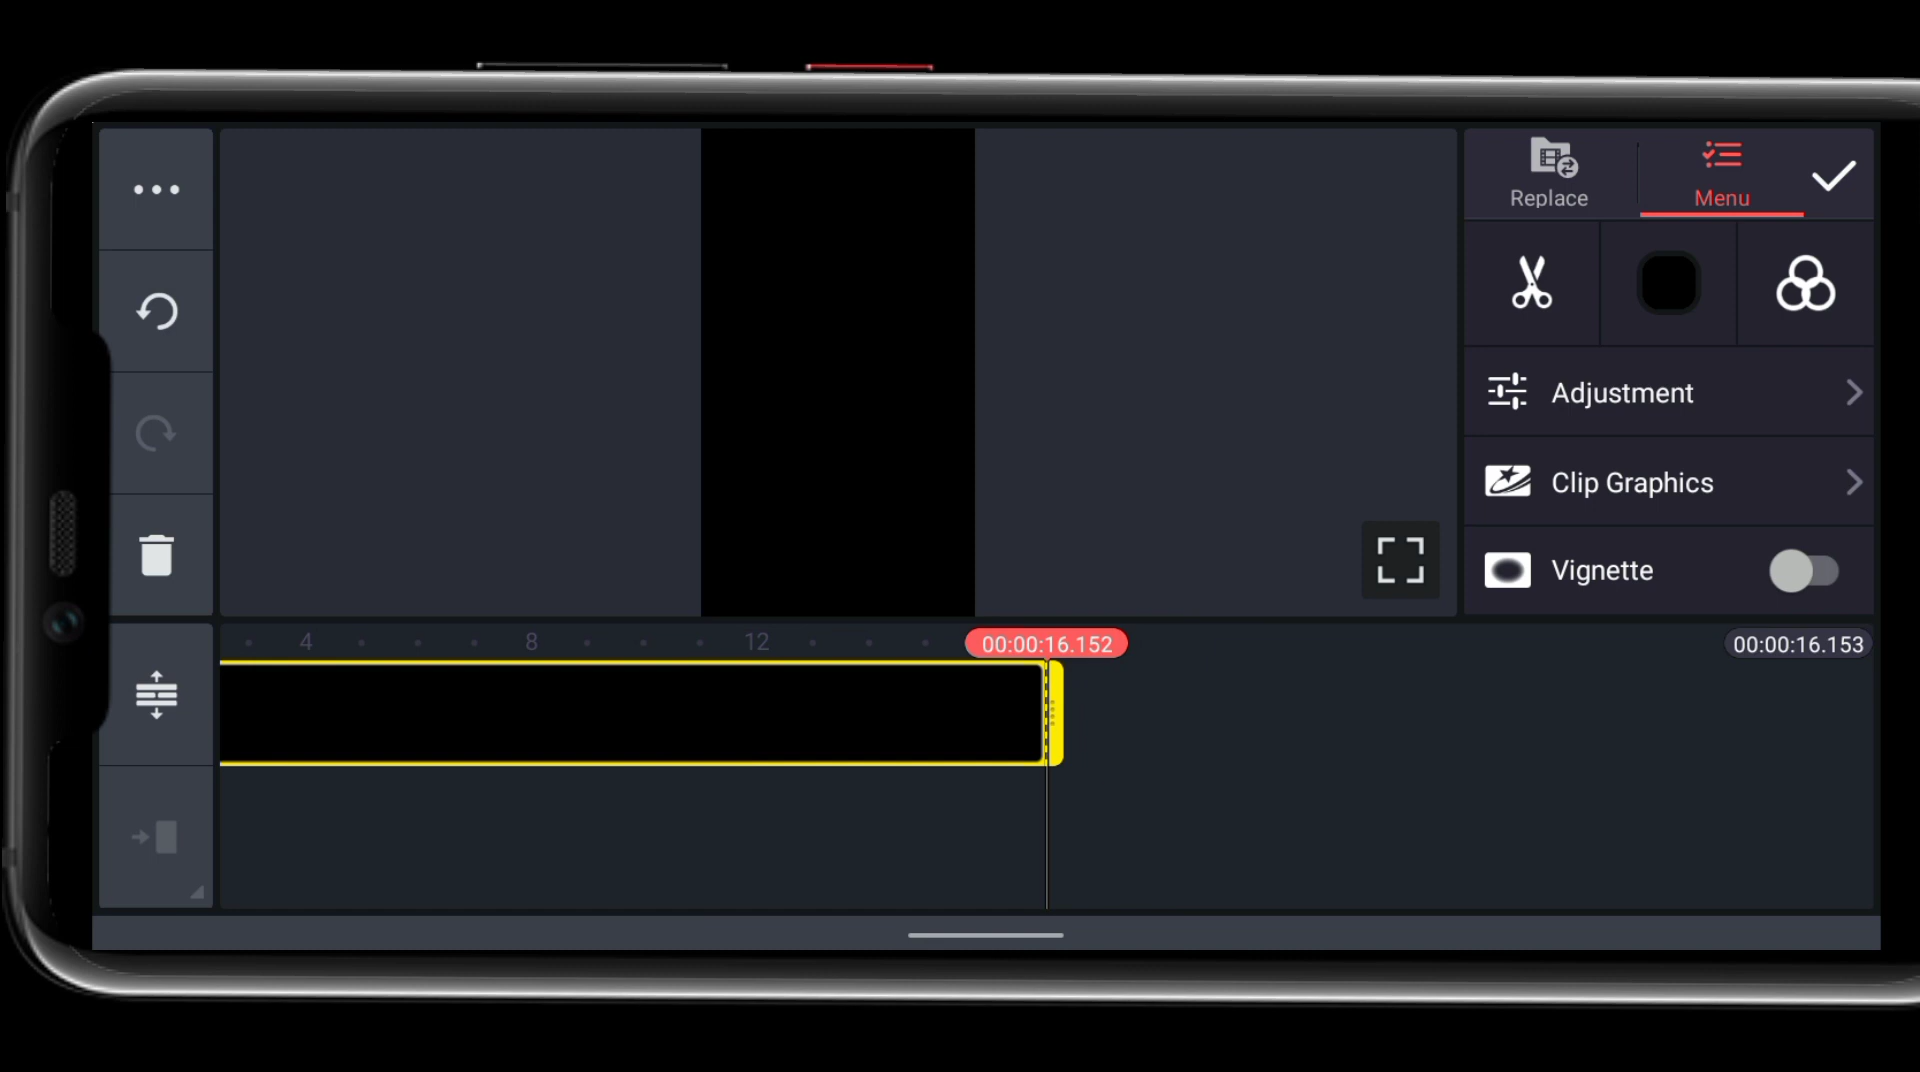 Replace
Menu
Adjustment
Clip Graphics
Vignette
4
8
12
00:00:16.152
00:00:16.153